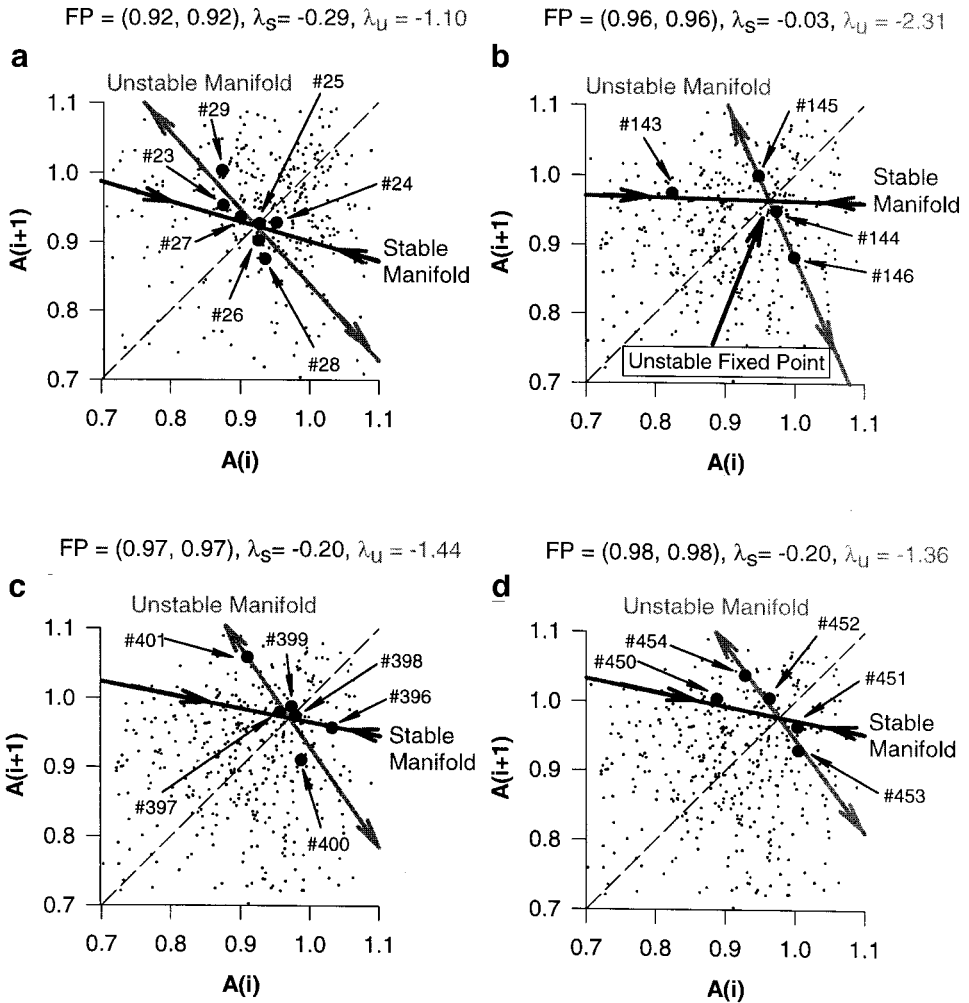 FP = (0.92, 0.92), λs= -0.29, λu = -1.10
a
Unstable Manifold
#25
#29
#23
#24
#27
#26
#28
Stable
Manifold
1.1
1.0
0.9
0.8
0.7
A(i+1)
0.7 0.8 0.9 1.0 1.1
A(i)
FP = (0.96, 0.96), λs= -0.03, λu = -2.31
b
Unstable Manifold
#145
#143
Stable
Manifold
#144
#146
Unstable Fixed Point
1.1
1.0
0.9
0.8
0.7
A(i+1)
0.7 0.8 0.9 1.0 1.1
A(i)
FP = (0.97, 0.97), λs= -0.20, λu = -1.44
c
Unstable Manifold
#401
#399
#398
#396
Stable
Manifold
#397
#400
1.1
1.0
0.9
0.8
0.7
A(i+1)
0.7 0.8 0.9 1.0 1.1
A(i)
FP = (0.98, 0.98), λs= -0.20, λu = -1.36
d
Unstable Manifold
#454
#452
#450
#451
Stable
Manifold
#453
1.1
1.0
0.9
0.8
0.7
A(i+1)
0.7 0.8 0.9 1.0 1.1
A(i)